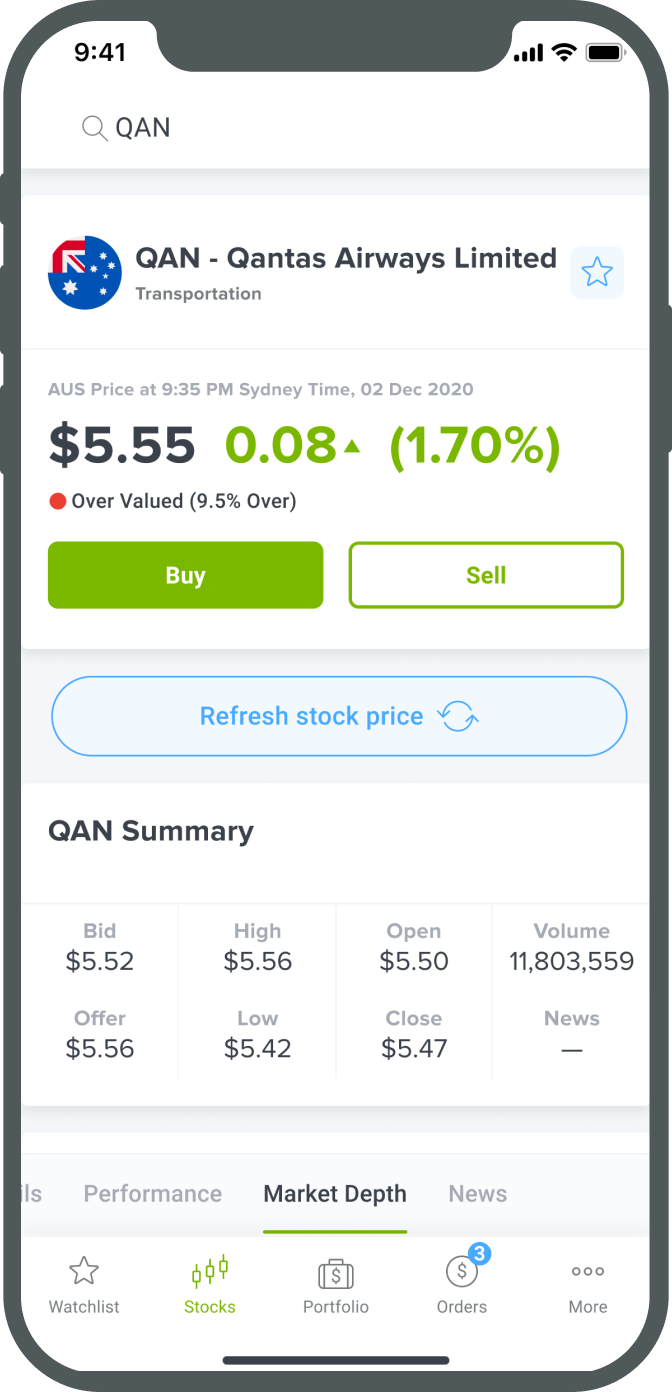 9:41
QAN
QAN - Qantas Airways Limited
Transportation
AUS Price at 9:35 PM Sydney Time, 02 Dec 2020
$5.55 0.08 (1.70%)
Over Valued (9.5% Over)
Buy Sell
Refresh stock price
QAN Summary
Bid High Open Volume
$5.52 $5.56 $5.50 11,803,559
Offer Low Close News
$5.56 $5.42 $5.47 —
ils Performance Market Depth News
3
Watchlist Stocks Portfolio Orders More